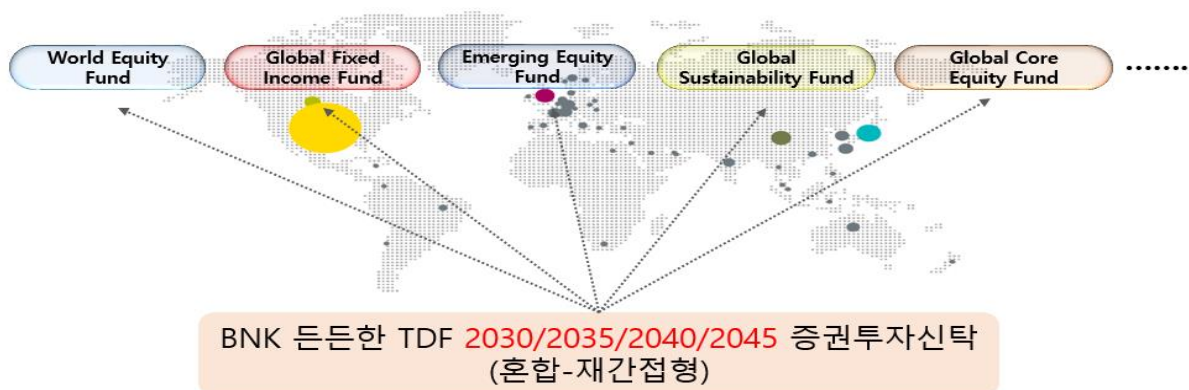 World Equity
Fund
Global Fixed
Income Fund
Emerging Equity
Fund
Global
Sustainability Fund
Global Core
Equity Fund
.......
BNK 든든한 TDF 2030/2035/2040/2045 증권투자신탁
(혼합-재간접형)